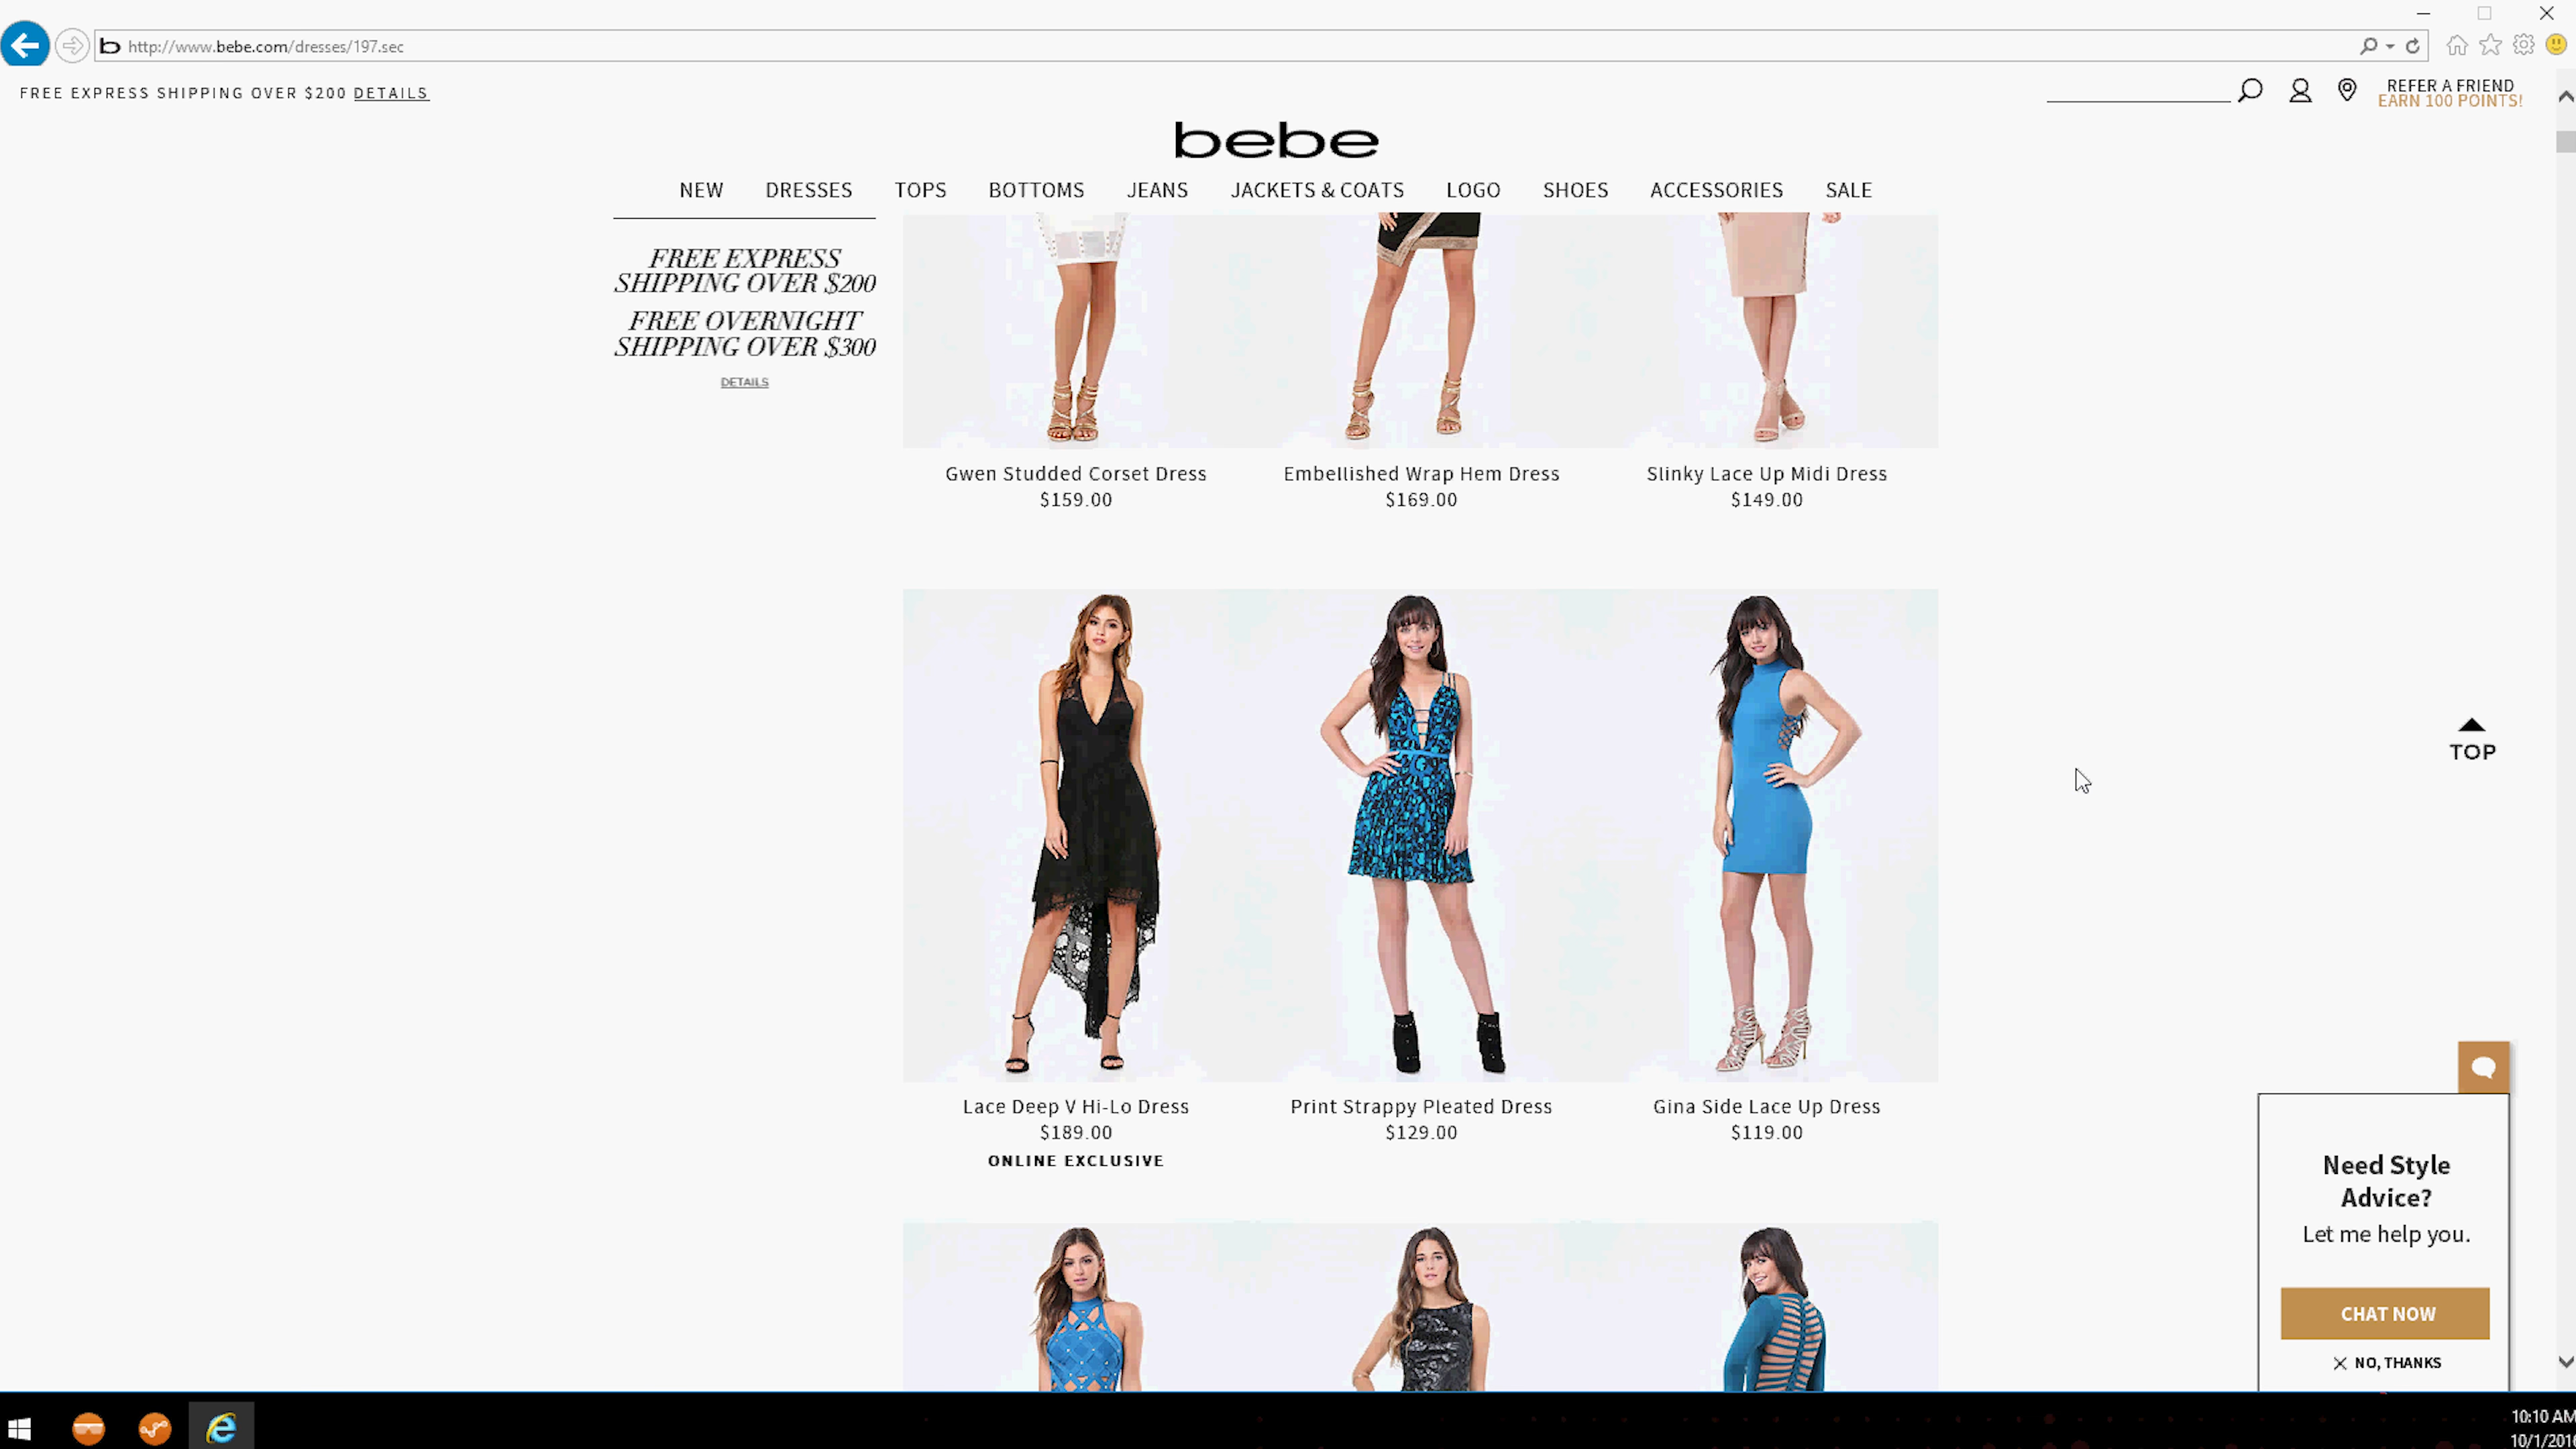 http://www.bebe.com/dresses/197.sec
FREE EXPRESS SHIPPING OVER $200 DETAILS
REFER A FRIEND
EARN 100 POINTS!
bebe
NEW DRESSES TOPS BOTTOMS JEANS JACKETS & COATS LOGO SHOES ACCESSORIES SALE
FREE EXPRESS
SHIPPING OVER $200
FREE OVERNIGHT
SHIPPING OVER $300
DETAILS
Gwen Studded Corset Dress
$159.00
Embellished Wrap Hem Dress
$169.00
Slinky Lace Up Midi Dress
$149.00
TOP
Lace Deep V Hi-Lo Dress
$189.00
ONLINE EXCLUSIVE
Print Strappy Pleated Dress
$129.00
Gina Side Lace Up Dress
$119.00
Need Style
Advice?
Let me help you.
CHAT NOW
NO, THANKS
10:10 AM